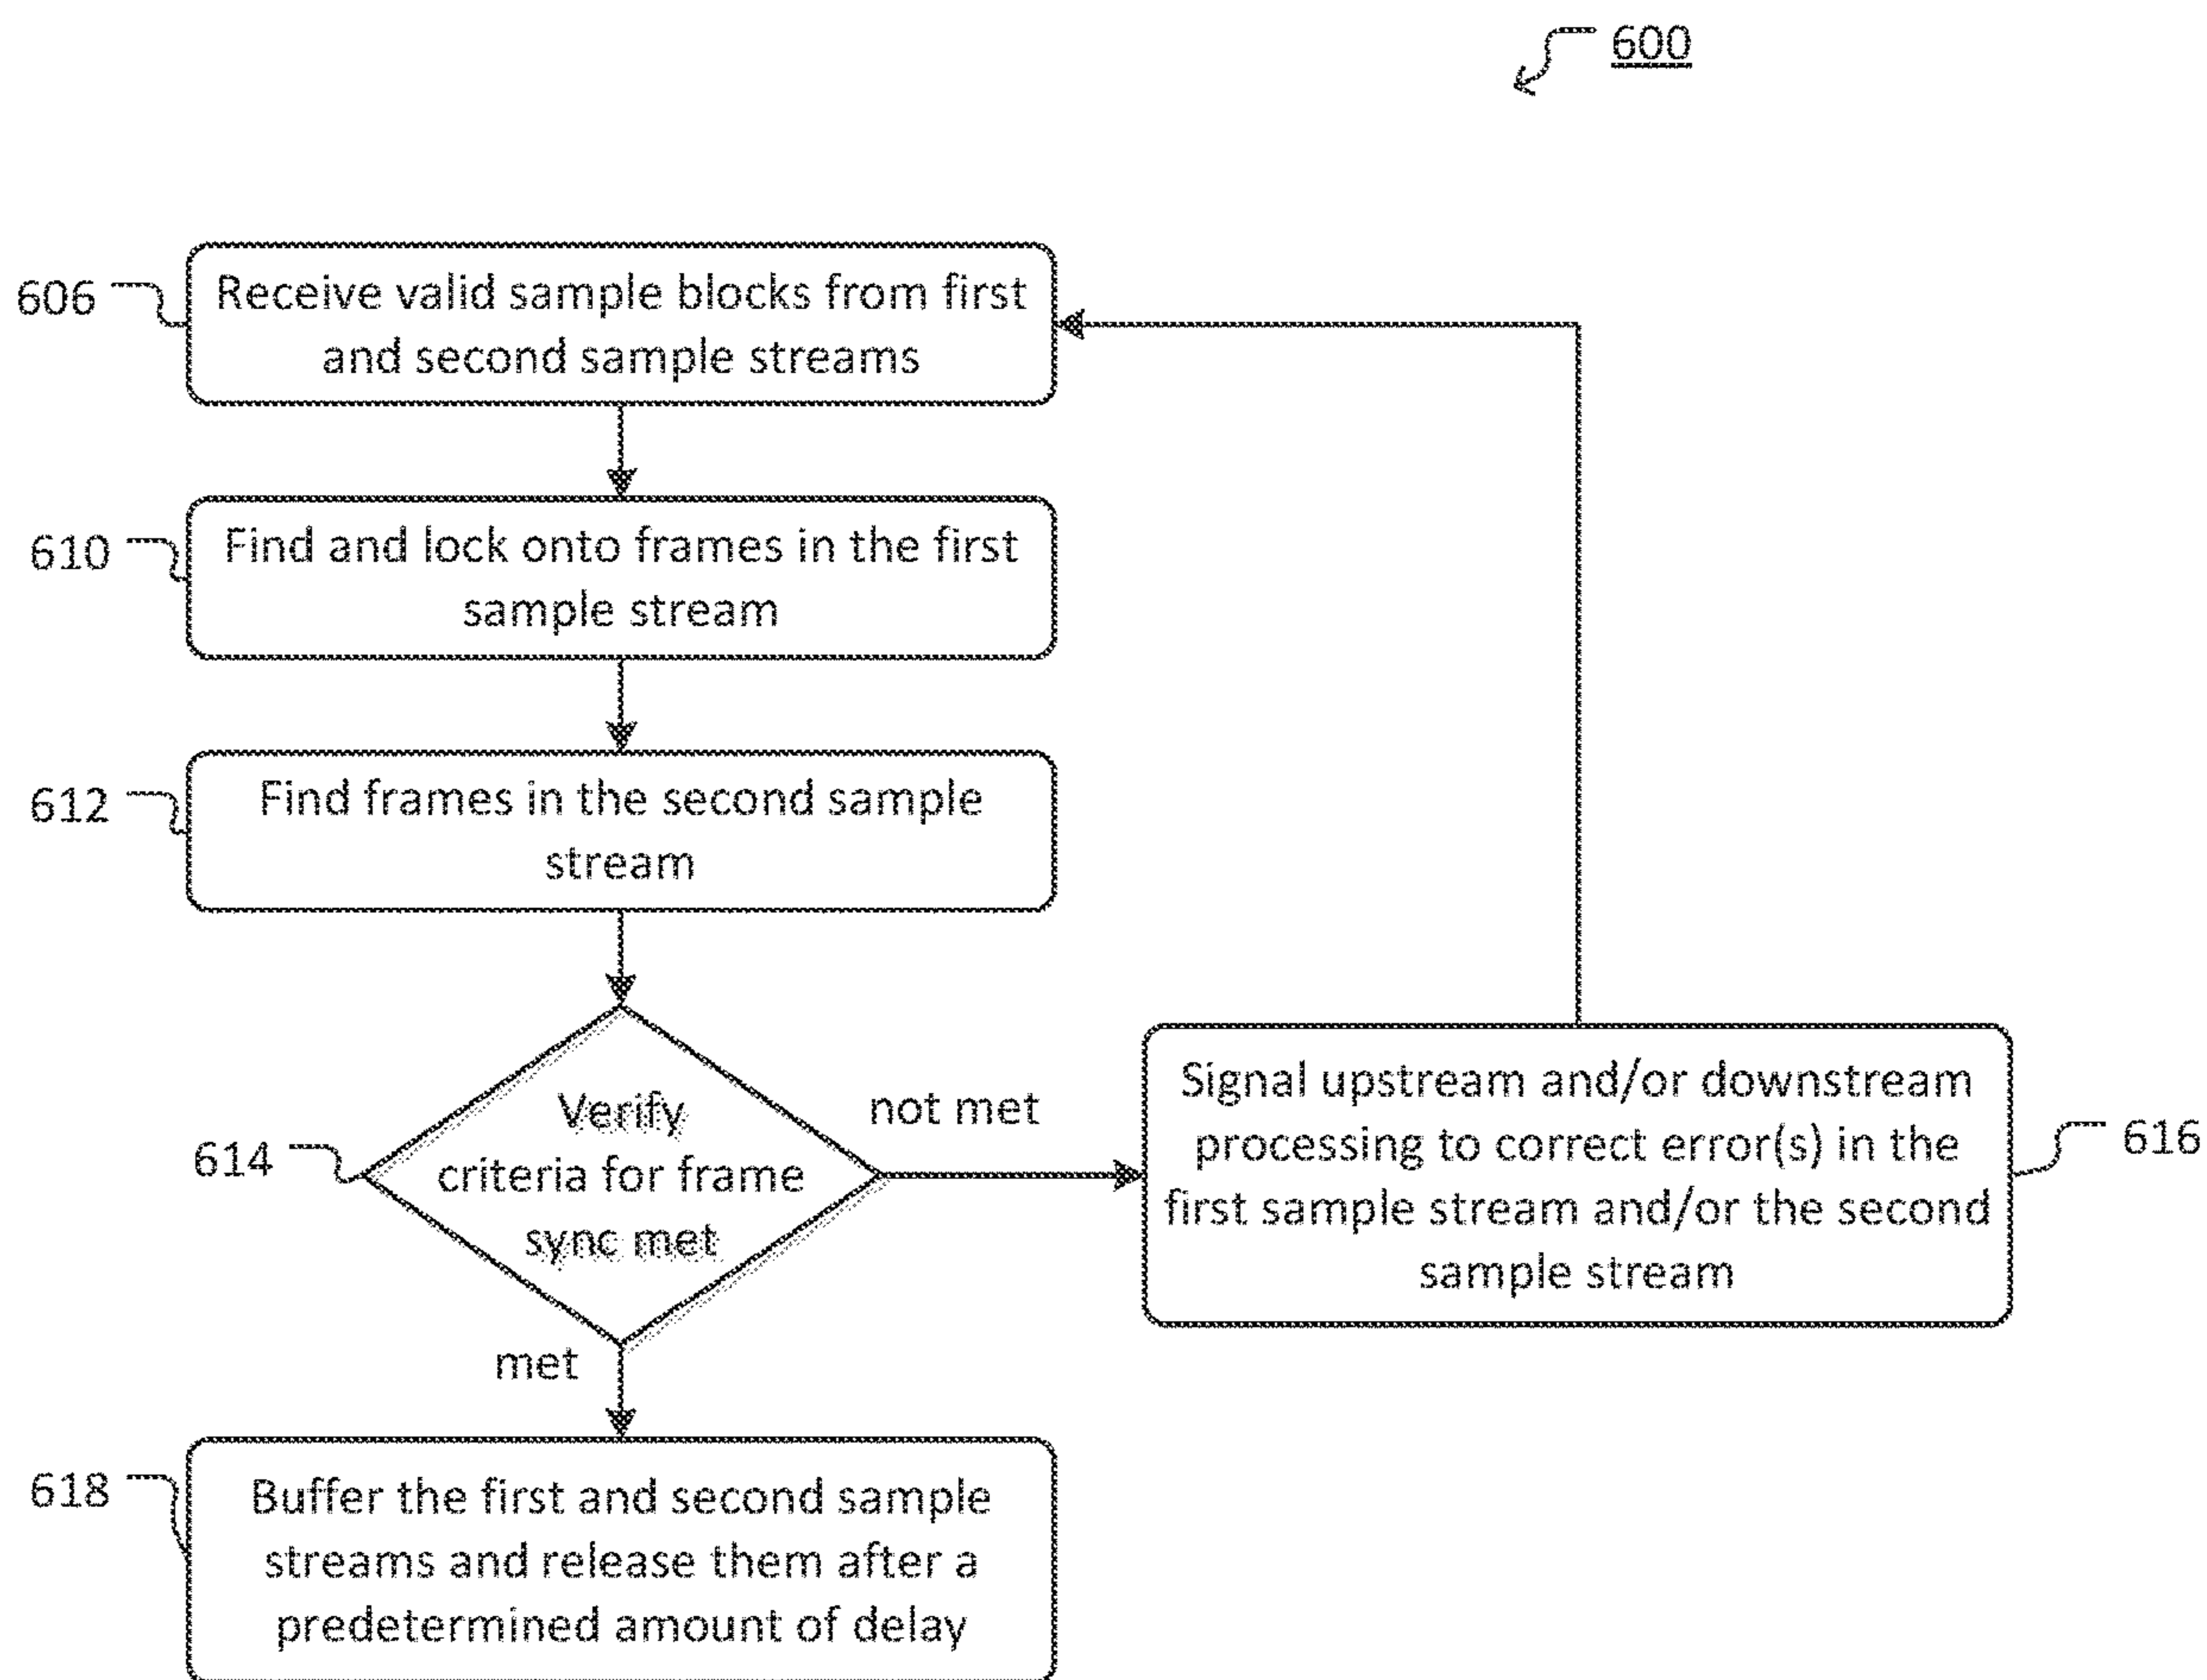 600
606
Receive valid sample blocks from first
and second sample streams
610
Find and lock onto frames in the first
sample stream
612
Find frames in the second sample
stream
614
Verify
criteria for frame
sync met
not met
met
Signal upstream and/or downstream
processing to correct error(s) in the
first sample stream and/or the second
sample stream
616
618
Buffer the first and second sample
streams and release them after a
predetermined amount of delay